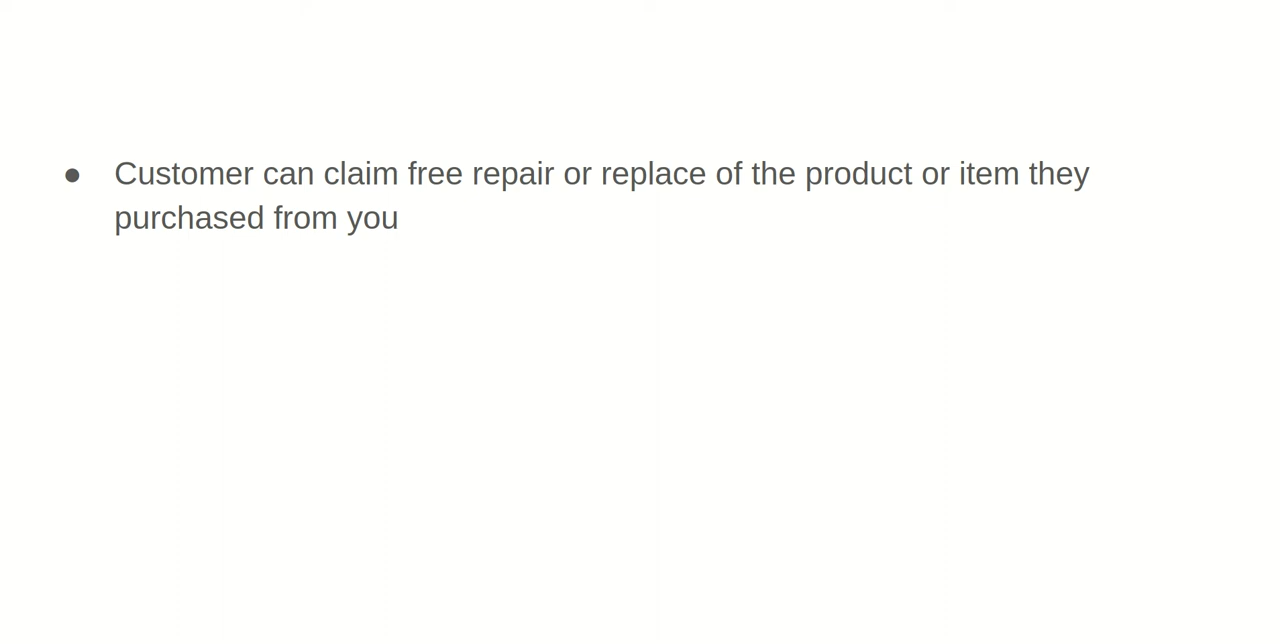 ● Customer can claim free repair or replace of the product or item they
purchased from you